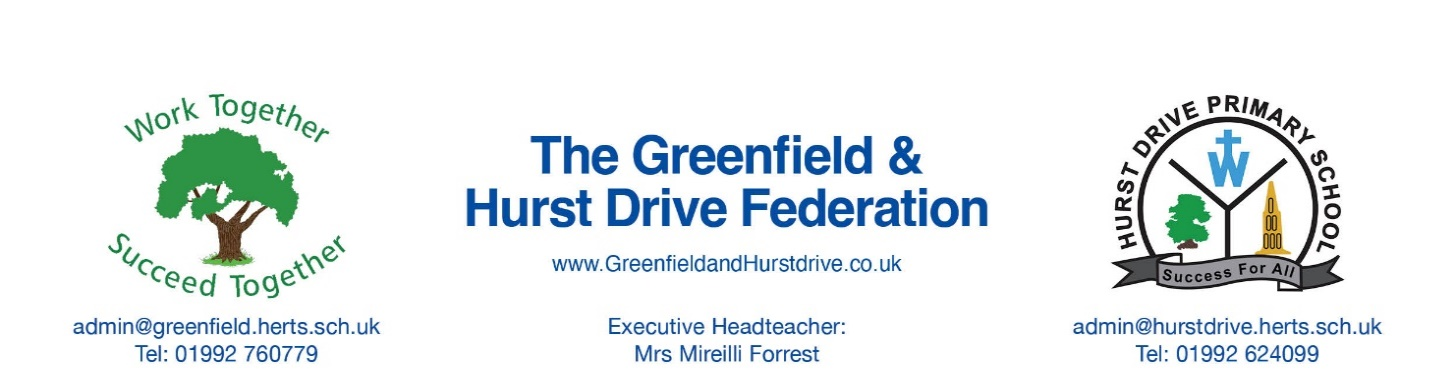 Work Together
Succeed Together
admin@greenfield.herts.sch.uk
Tel: 01992 760779
The Greenfield &
Hurst Drive Federation
www.GreenfieldandHurstdrive.co.uk
Executive Headteacher:
Mrs Mireilli Forrest
HURST DRIVE PRIMARY SCHOOL
W
Success For All
admin@hurstdrive.herts.sch.uk
Tel: 01992 624099